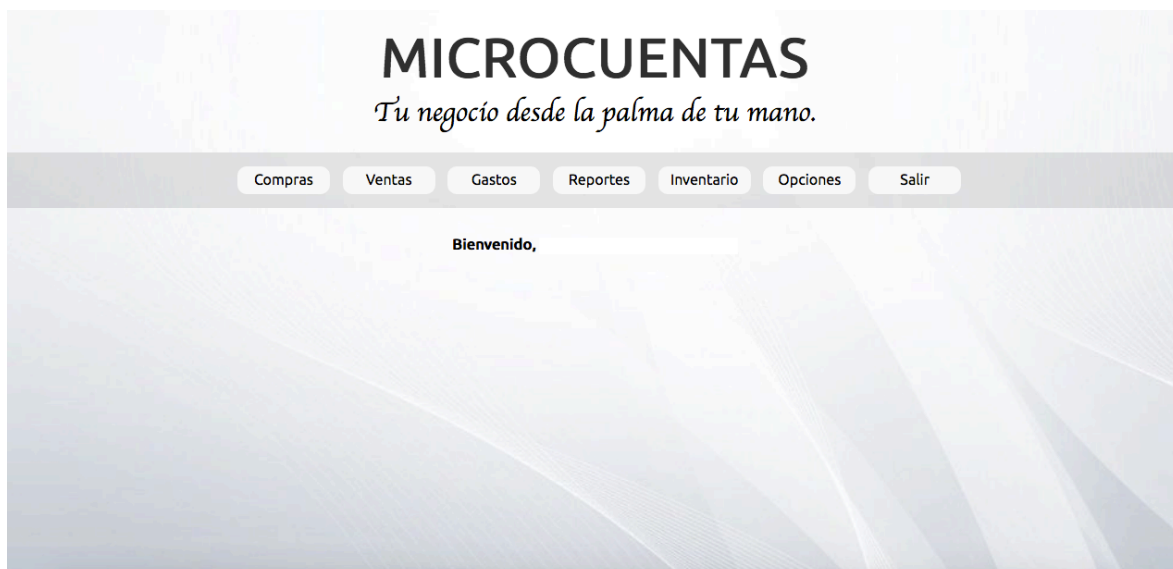 MICROCUENTAS
Tu negocio desde la palma de tu mano.
Compras Ventas Gastos Reportes Inventario Opciones Salir
Bienvenido,